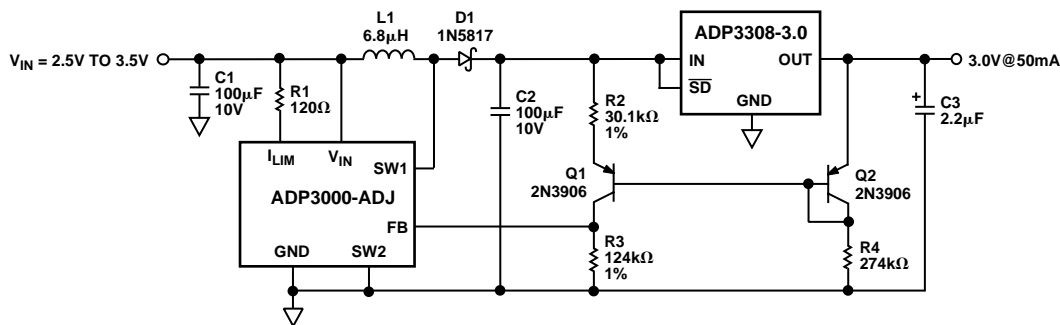 V_IN = 2.5V TO 3.5V
C1
100μF
10V
R1
120Ω
L1
6.8μH
D1
1N5817
I_LIM
V_IN
SW1
ADP3000-ADJ
FB
GND
SW2
C2
100μF
10V
R2
30.1kΩ
1%
Q1
2N3906
R3
124kΩ
1%
ADP3308-3.0
IN
OUT
S̅D̅
GND
Q2
2N3906
R4
274kΩ
3.0V@50mA
+
C3
2.2μF